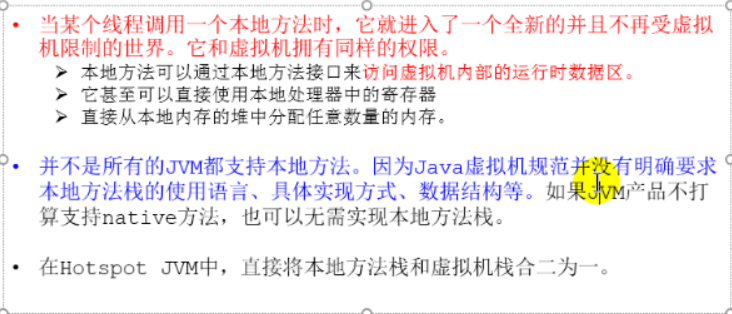 • 当某个线程调用一个本地方法时，它就进入了一个全新的并且不再受虚拟
机限制的世界。它和虚拟机拥有同样的权限。
➢ 本地方法可以通过本地方法接口来访问虚拟机内部的运行时数据区。
➢ 它甚至可以直接使用本地处理器中的寄存器
➢ 直接从本地内存的堆中分配任意数量的内存。
• 并不是所有的JVM都支持本地方法。因为Java虚拟机规范并没有明确要求
本地方法栈的使用语言、具体实现方式、数据结构等。如果JVM产品不打
算支持native方法，也可以无需实现本地方法栈。
• 在Hotspot JVM中，直接将本地方法栈和虚拟机栈合二为一。